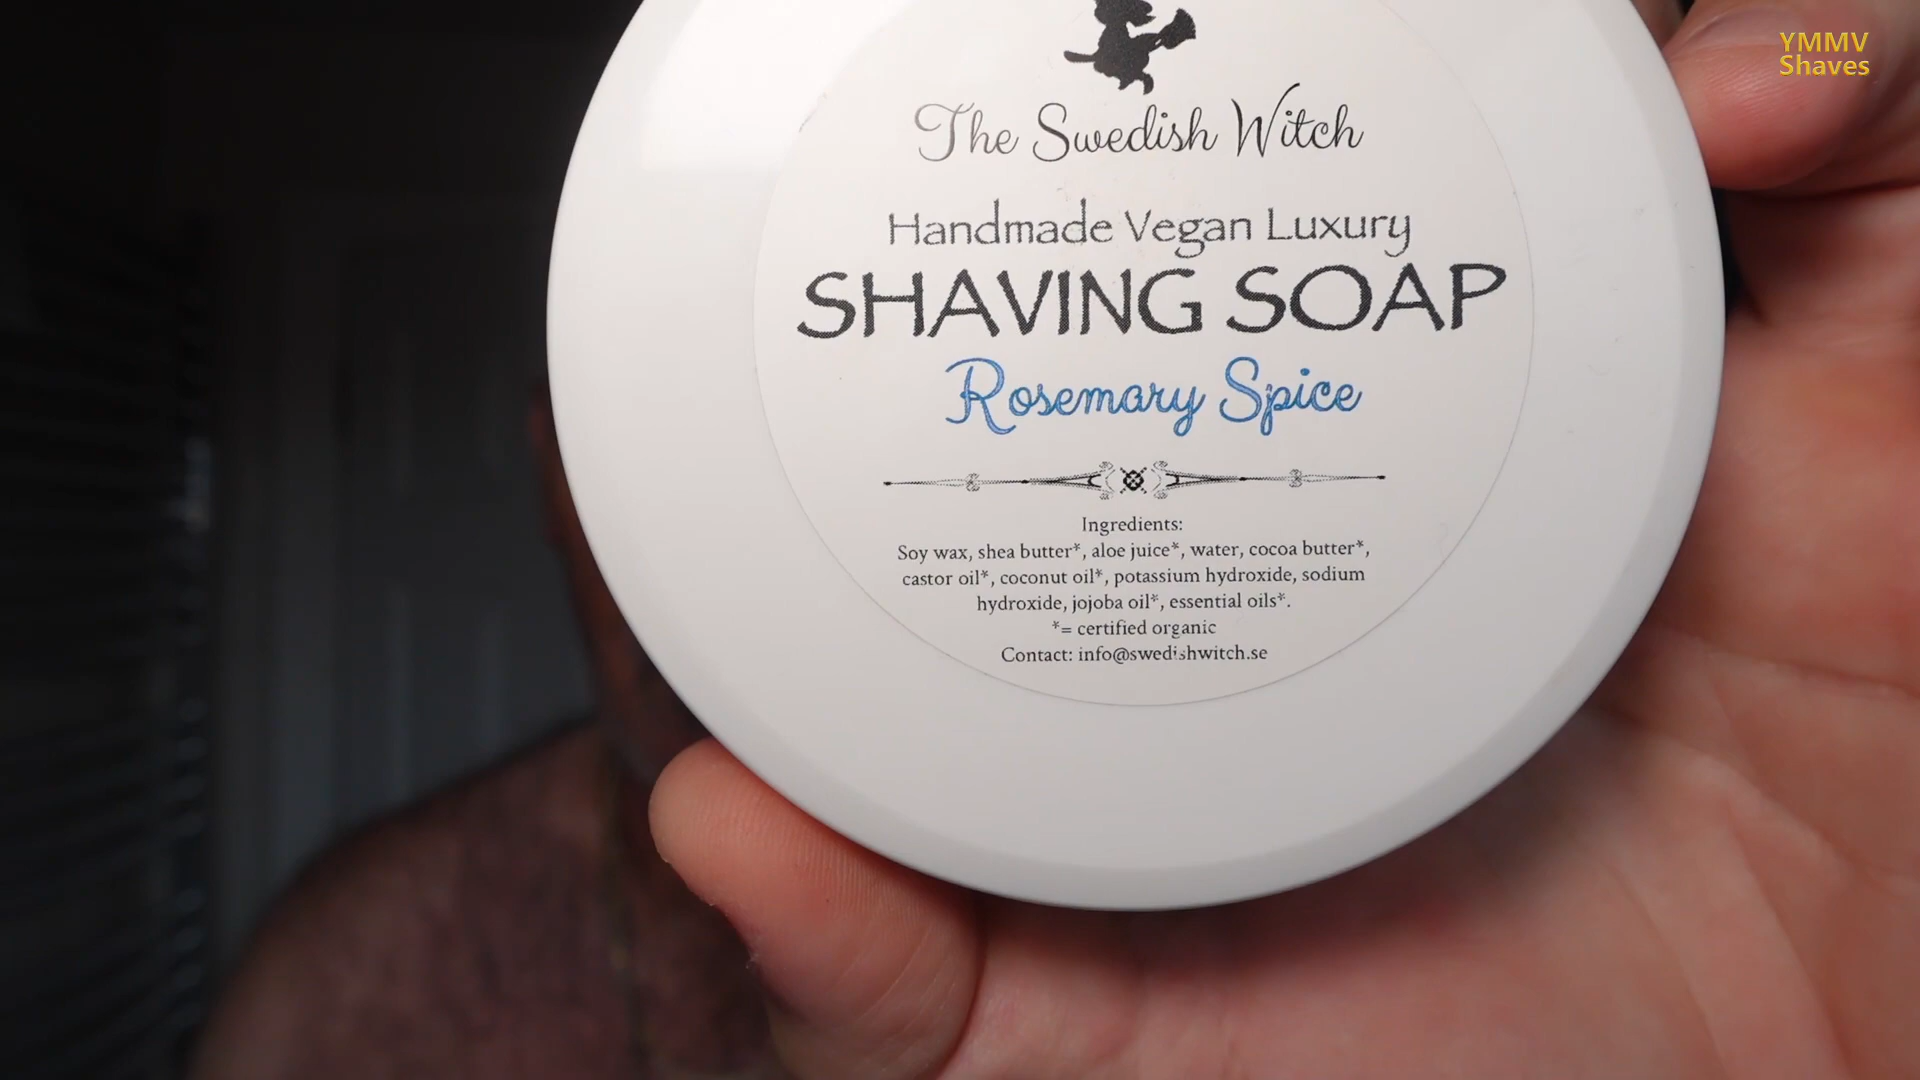 YMMV
Shaves
The Swedish Witch
Handmade Vegan Luxury
SHAVING SOAP
Rosemary Spice
Ingredients:
Soy wax, shea butter*, aloe juice*, water, cocoa butter*,
castor oil*, coconut oil*, potassium hydroxide, sodium
hydroxide, jojoba oil*, essential oils*.
*= certified organic
Contact: info@swedishwitch.se